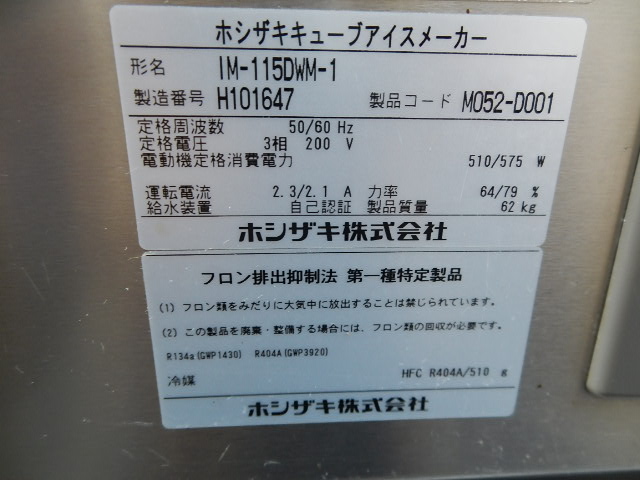 ホシザキキューブアイスメーカー
形名 IM-115DWM-1
製造番号 H101647 製品コード M052-D001
定格周波数 50/60 Hz
定格電圧 3相 200 V
電動機定格消費電力 510/575 W
運転電流 2.3/2.1 A 力率 64/79 %
給水装置 自己認証 製品質量 62 kg
ホシザキ株式会社
フロン排出抑制法 第一種特定製品
(1) フロン類をみだりに大気中に放出することは禁じられています。
(2) この製品を廃棄・整備する場合には、フロン類の回収が必要です。
R134a(GWP1430) R404A(GWP3920)
冷媒 HFC R404A/510 g
ホシザキ株式会社